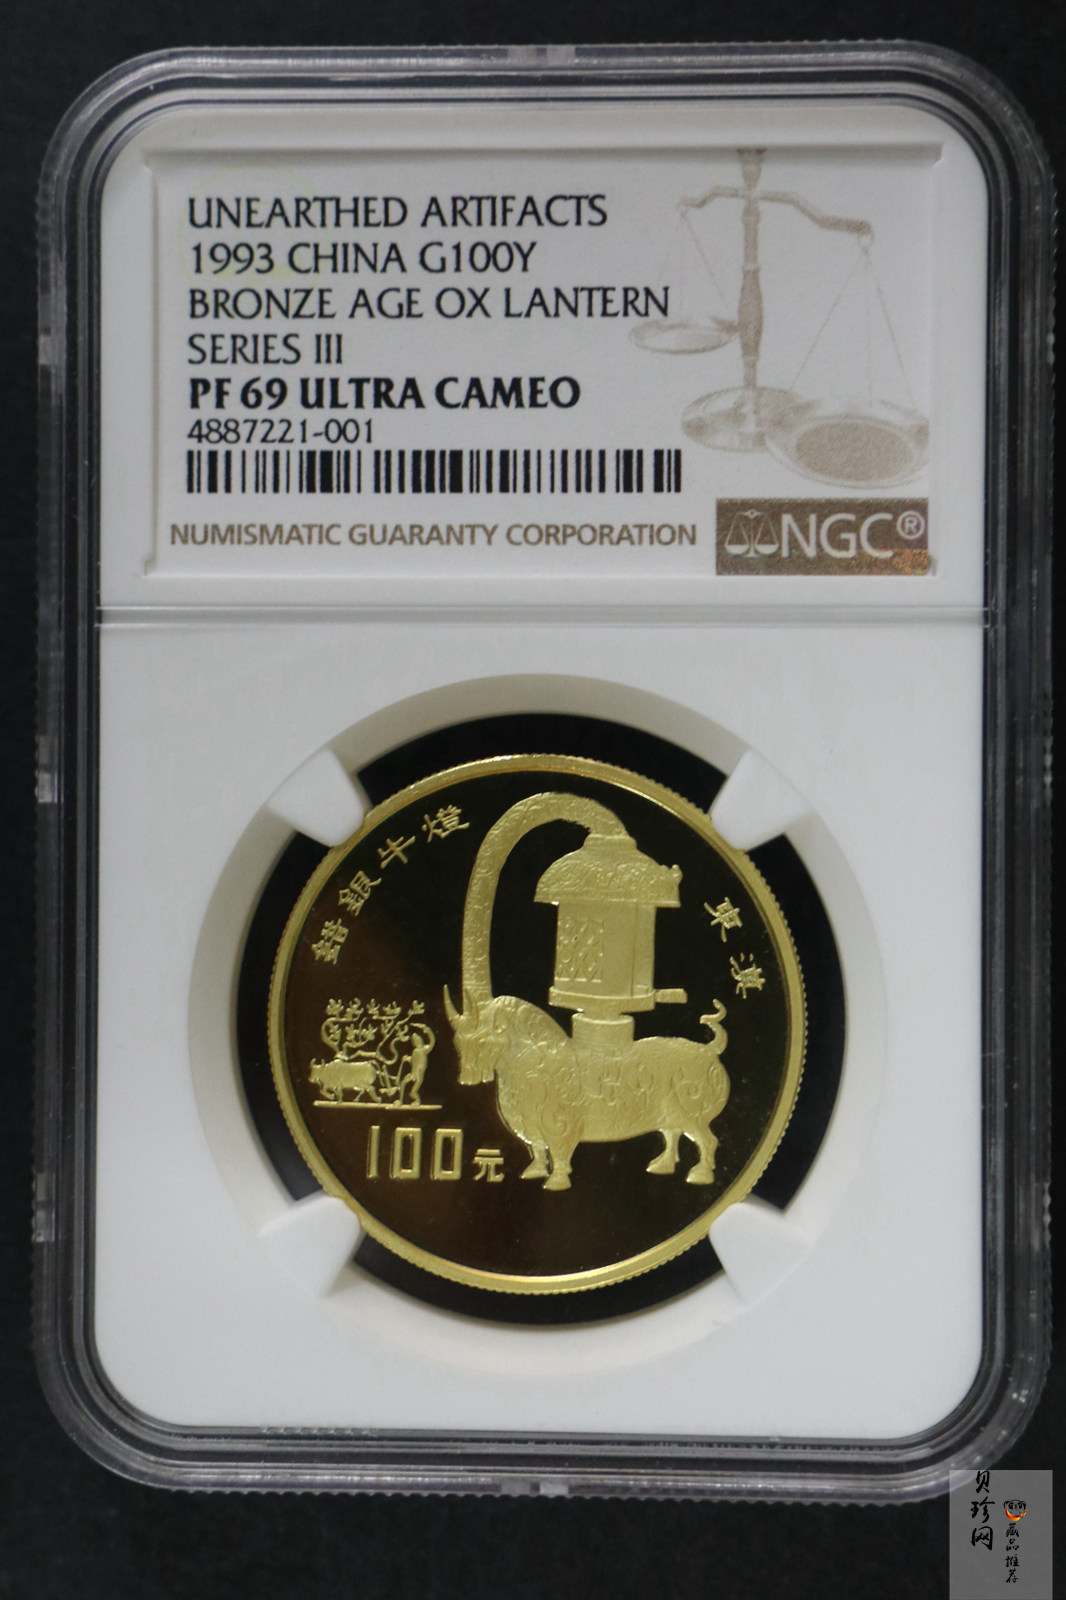 UNEARTHED ARTIFACTS
1993 CHINA G100Y
BRONZE AGE OX LANTERN
SERIES III
PF 69 ULTRA CAMEO
4887221-001
NUMISMATIC GUARANTY CORPORATION
NGC®
錯銀牛燈
東漢
100元
贝珍网
藏品推荐